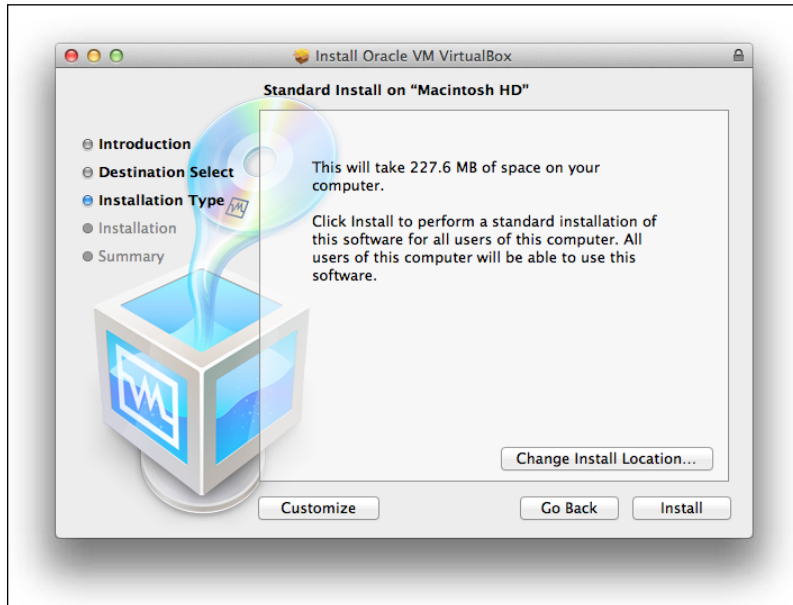 Install Oracle VM VirtualBox
Standard Install on “Macintosh HD”
Introduction
Destination Select
Installation Type
Installation
Summary
This will take 227.6 MB of space on your
computer.
Click Install to perform a standard installation of
this software for all users of this computer. All
users of this computer will be able to use this
software.
Change Install Location...
Customize
Go Back
Install